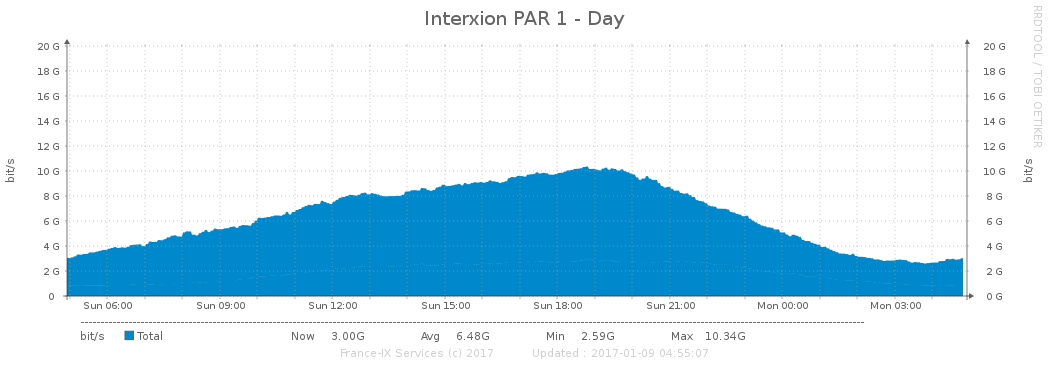 Interxion PAR 1 - Day
RRDTOOL / TOBI OETIKER
bit/s
20 G 20 G
18 G 18 G
16 G 16 G
14 G 14 G
12 G 12 G
10 G 10 G
8 G 8 G
6 G 6 G
4 G 4 G
2 G 2 G
0 0 G
bit/s
Sun 06:00 Sun 09:00 Sun 12:00 Sun 15:00 Sun 18:00 Sun 21:00 Mon 00:00 Mon 03:00
bit/s Total Now 3.00G Avg 6.48G Min 2.59G Max 10.34G
France-IX Services (c) 2017 Updated : 2017-01-09 04:55:07